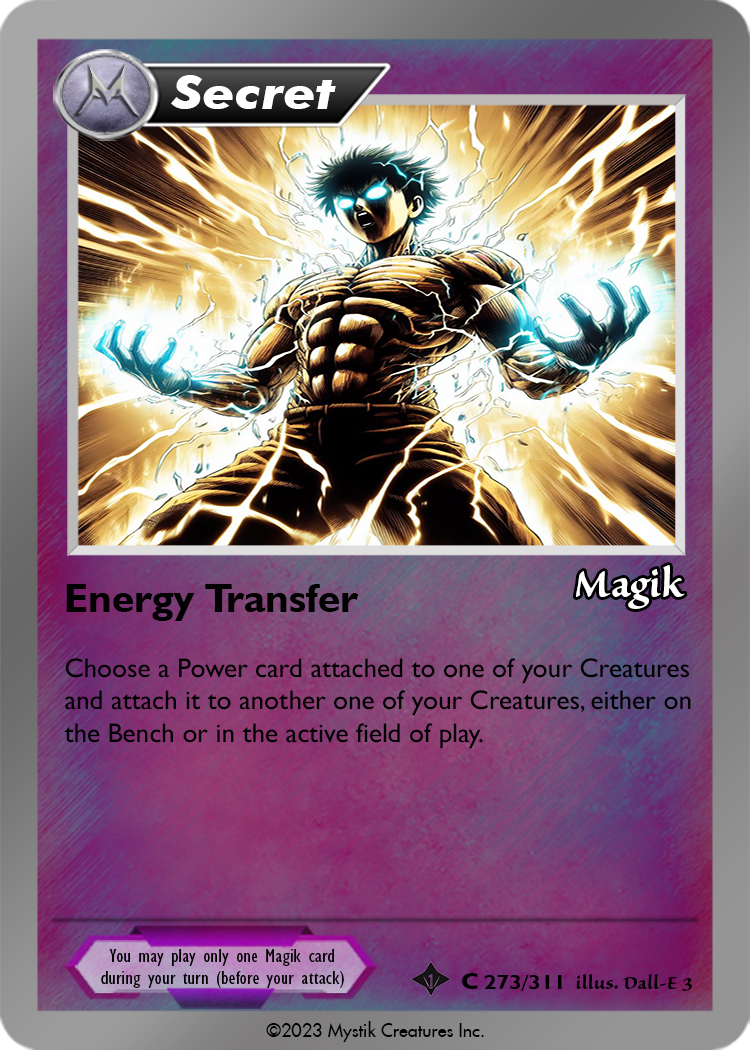 Secret
Energy Transfer
Magik
Choose a Power card attached to one of your Creatures
and attach it to another one of your Creatures, either on
the Bench or in the active field of play.
You may play only one Magik card
during your turn (before your attack)
1 C 273/311 illus. Dall-E 3
©2023 Mystik Creatures Inc.